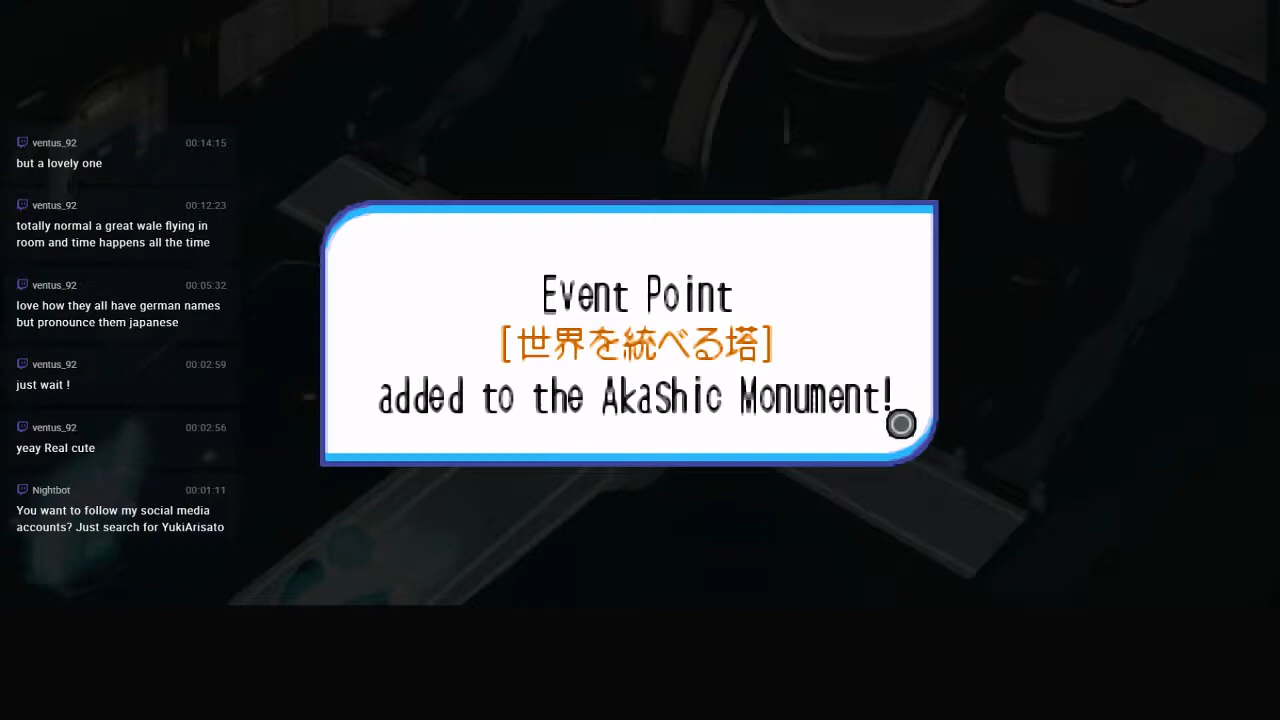 ventus_92 00:14:15
but a lovely one
ventus_92 00:12:23
totally normal a great wale flying in
room and time happens all the time
ventus_92 00:05:32
love how they all have german names
but pronounce them japanese
ventus_92 00:02:59
just wait !
ventus_92 00:02:56
yeay Real cute
Nightbot 00:01:11
You want to follow my social media
accounts? Just search for YukiArisato
Event Point
[世界を統べる塔]
added to the Akashic Monument!